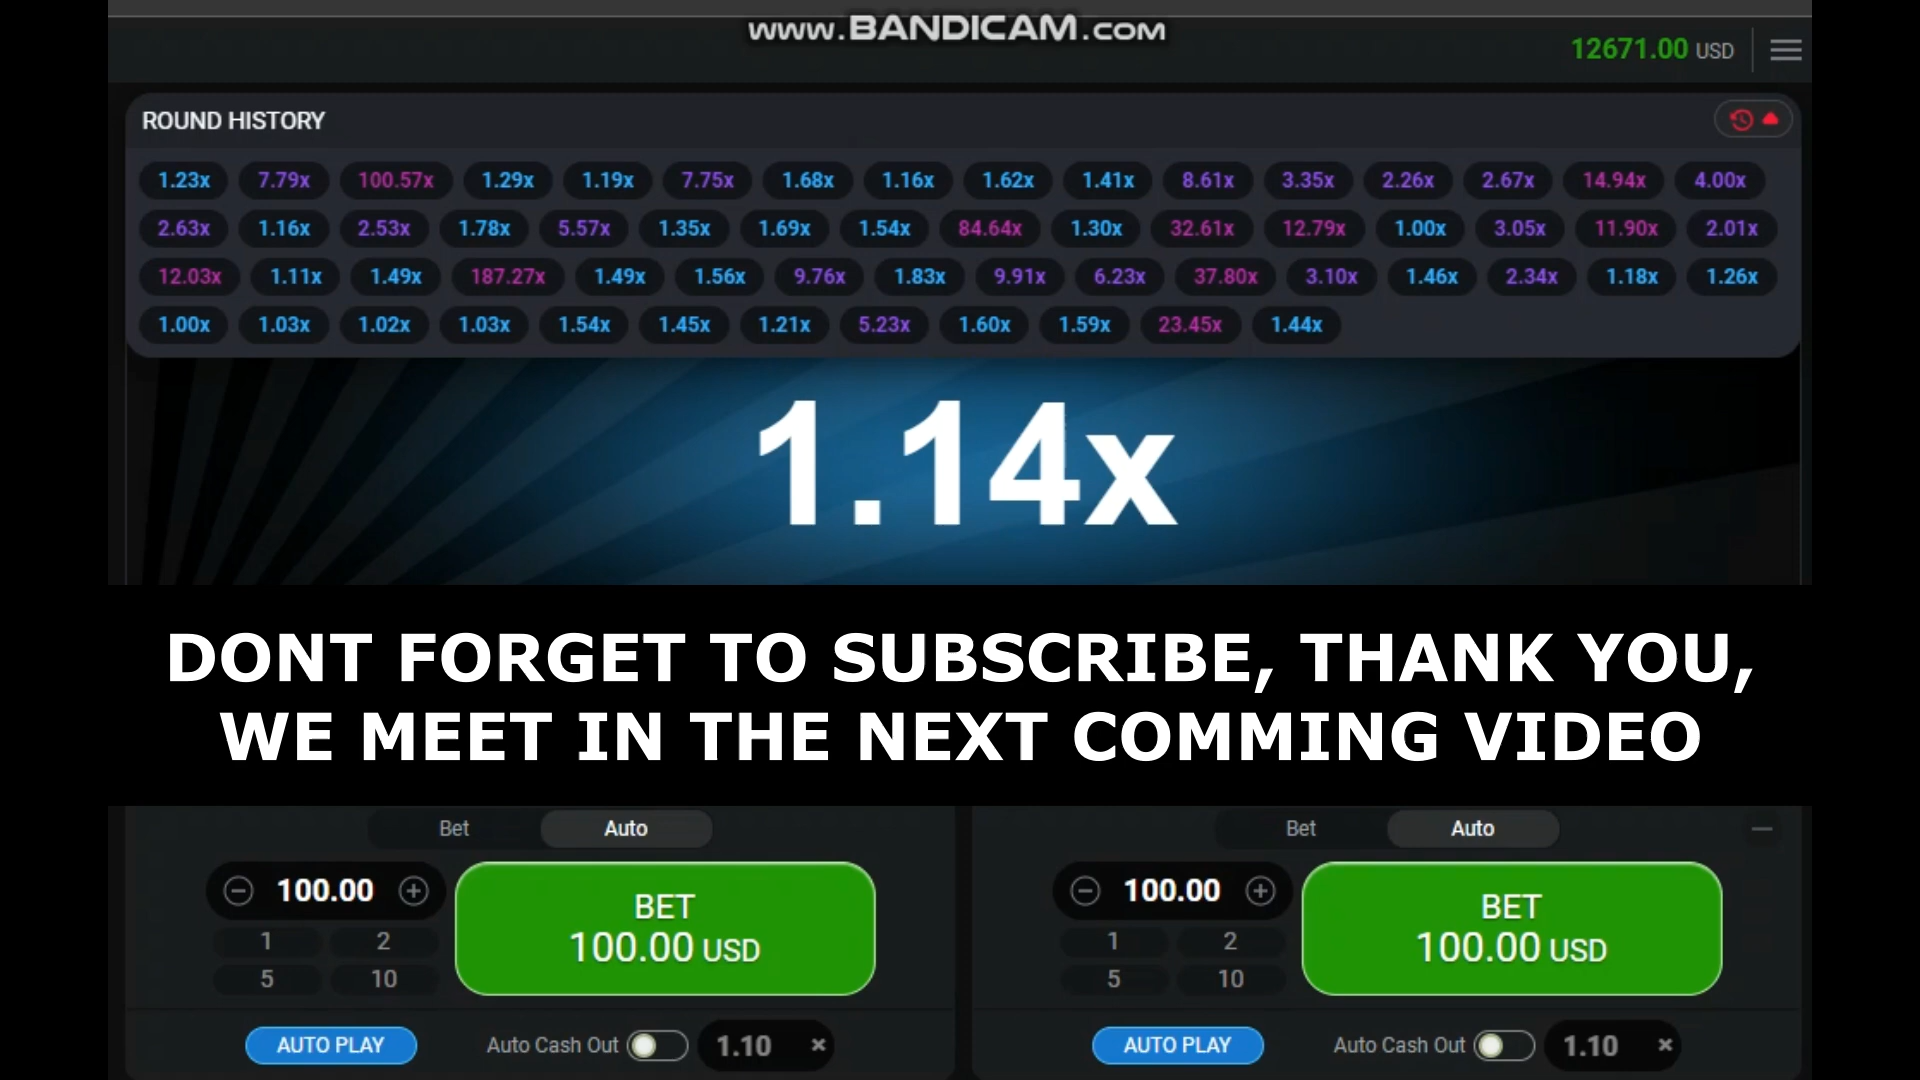 www.BANDICAM.com
12671.00 USD
ROUND HISTORY
1.23x 7.79x 100.57x 1.29x 1.19x 7.75x 1.68x 1.16x 1.62x 1.41x 8.61x 3.35x 2.26x 2.67x 14.94x 4.00x
2.63x 1.16x 2.53x 1.78x 5.57x 1.35x 1.69x 1.54x 84.64x 1.30x 32.61x 12.79x 1.00x 3.05x 11.90x 2.01x
12.03x 1.11x 1.49x 187.27x 1.49x 1.56x 9.76x 1.83x 9.91x 6.23x 37.80x 3.10x 1.46x 2.34x 1.18x 1.26x
1.00x 1.03x 1.02x 1.03x 1.54x 1.45x 1.21x 5.23x 1.60x 1.59x 23.45x 1.44x
1.14x
DONT FORGET TO SUBSCRIBE, THANK YOU,
WE MEET IN THE NEXT COMMING VIDEO
Bet Auto Bet Auto
100.00 BET 100.00 BET
1 2 100.00 USD 1 2 100.00 USD
5 10 5 10
AUTO PLAY Auto Cash Out 1.10 AUTO PLAY Auto Cash Out 1.10